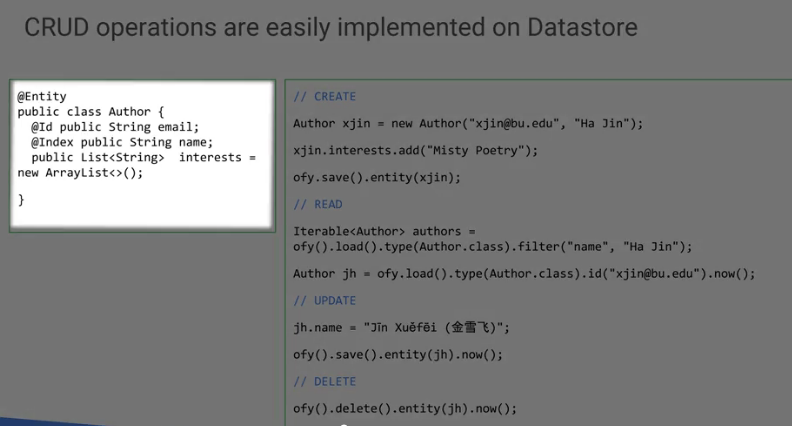 CRUD operations are easily implemented on Datastore
@Entity
public class Author {
@Id public String email;
@Index public String name;
public List<String> interests =
new ArrayList<>();
}
// CREATE
Author xjin = new Author("xjin@bu.edu", "Ha Jin");
xjin.interests.add("Misty Poetry");
ofy.save().entity(xjin);
// READ
Iterable<Author> authors =
ofy().load().type(Author.class).filter("name", "Ha Jin");
Author jh = ofy.load().type(Author.class).id("xjin@bu.edu").now();
// UPDATE
jh.name = "Jīn Xuěfēi (金雪飞)";
ofy().save().entity(jh).now();
// DELETE
ofy().delete().entity(jh).now();